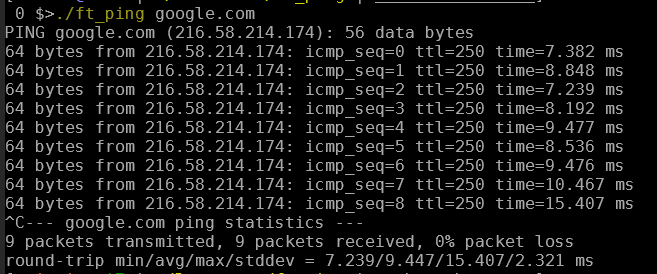 0 $>./ft_ping google.com
PING google.com (216.58.214.174): 56 data bytes
64 bytes from 216.58.214.174: icmp_seq=0 ttl=250 time=7.382 ms
64 bytes from 216.58.214.174: icmp_seq=1 ttl=250 time=8.848 ms
64 bytes from 216.58.214.174: icmp_seq=2 ttl=250 time=7.239 ms
64 bytes from 216.58.214.174: icmp_seq=3 ttl=250 time=8.192 ms
64 bytes from 216.58.214.174: icmp_seq=4 ttl=250 time=9.477 ms
64 bytes from 216.58.214.174: icmp_seq=5 ttl=250 time=8.536 ms
64 bytes from 216.58.214.174: icmp_seq=6 ttl=250 time=9.476 ms
64 bytes from 216.58.214.174: icmp_seq=7 ttl=250 time=10.467 ms
64 bytes from 216.58.214.174: icmp_seq=8 ttl=250 time=15.407 ms
^C--- google.com ping statistics ---
9 packets transmitted, 9 packets received, 0% packet loss
round-trip min/avg/max/stddev = 7.239/9.447/15.407/2.321 ms